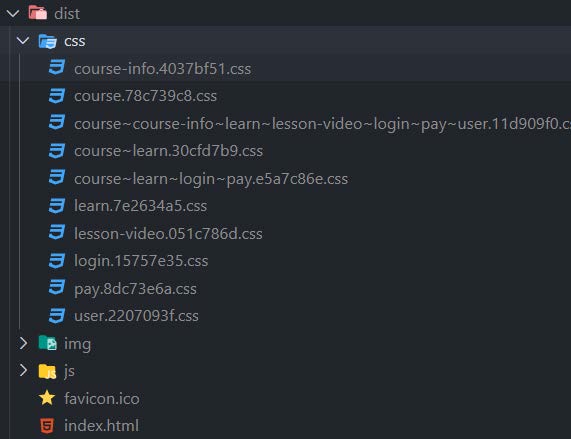 dist
css
course-info.4037bf51.css
course.78c739c8.css
course~course-info~learn~lesson-video~login~pay~user.11d909f0.c
course~learn.30cfd7b9.css
course~learn~login~pay.e5a7c86e.css
learn.7e2634a5.css
lesson-video.051c786d.css
login.15757e35.css
pay.8dc73e6a.css
user.2207093f.css
img
js
favicon.ico
index.html